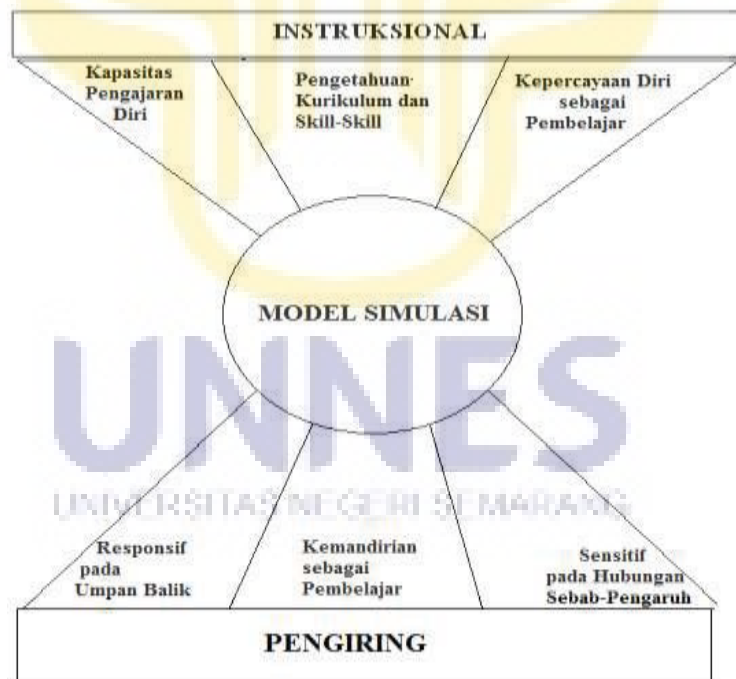 INSTRUKSIONAL
Kapasitas
Pengajaran
Diri
Pengetahuan
Kurikulum dan
Skill-Skill
Kepercayaan Diri
sebagai
Pembelajar
MODEL SIMULASI
UNNES
UNIVERSITAS NEGERI SEMARANG
Responsif
pada
Umpan Balik
Kemandirian
sebagai
Pembelajar
Sensitif
pada Hubungan
Sebab-Pengaruh
PENGIRING